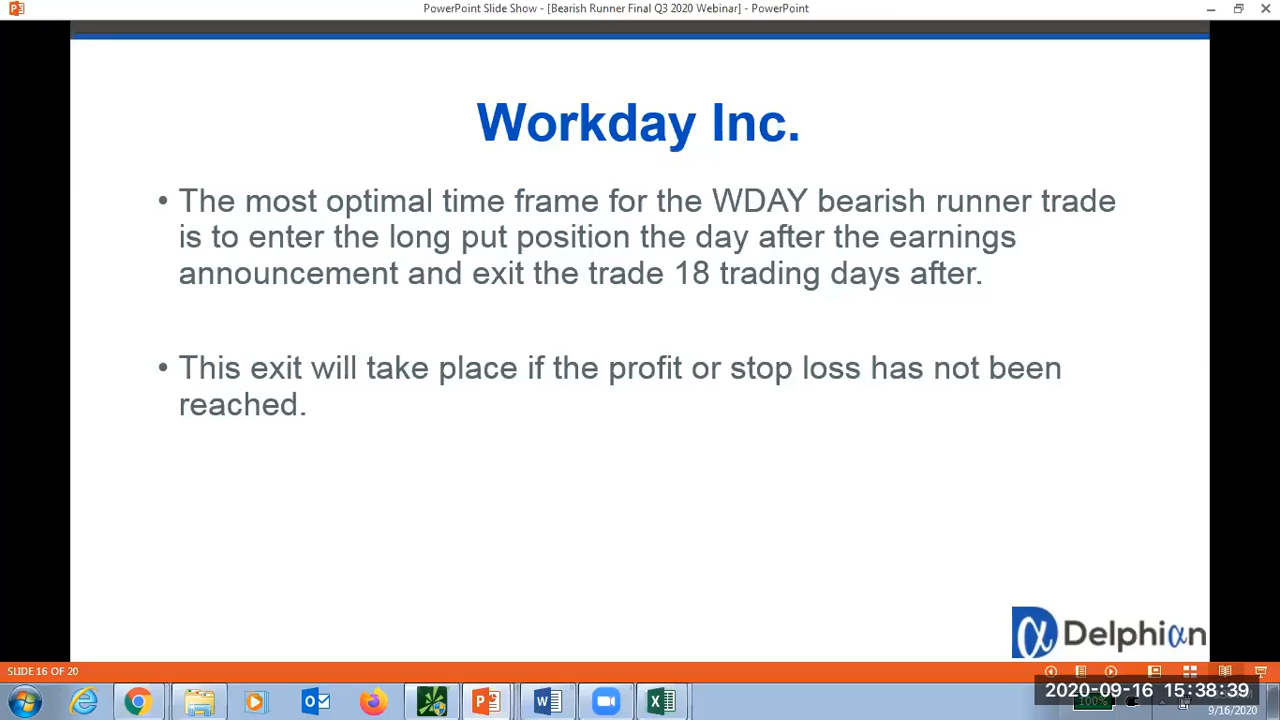 PowerPoint Slide Show - [Bearish Runner Final Q3 2020 Webinar] - PowerPoint
Workday Inc.
• The most optimal time frame for the WDAY bearish runner trade
is to enter the long put position the day after the earnings
announcement and exit the trade 18 trading days after.
• This exit will take place if the profit or stop loss has not been
reached.
α Delphiαn
SLIDE 16 OF 20
2020-09-16 15:38:39
100%
9/16/2020